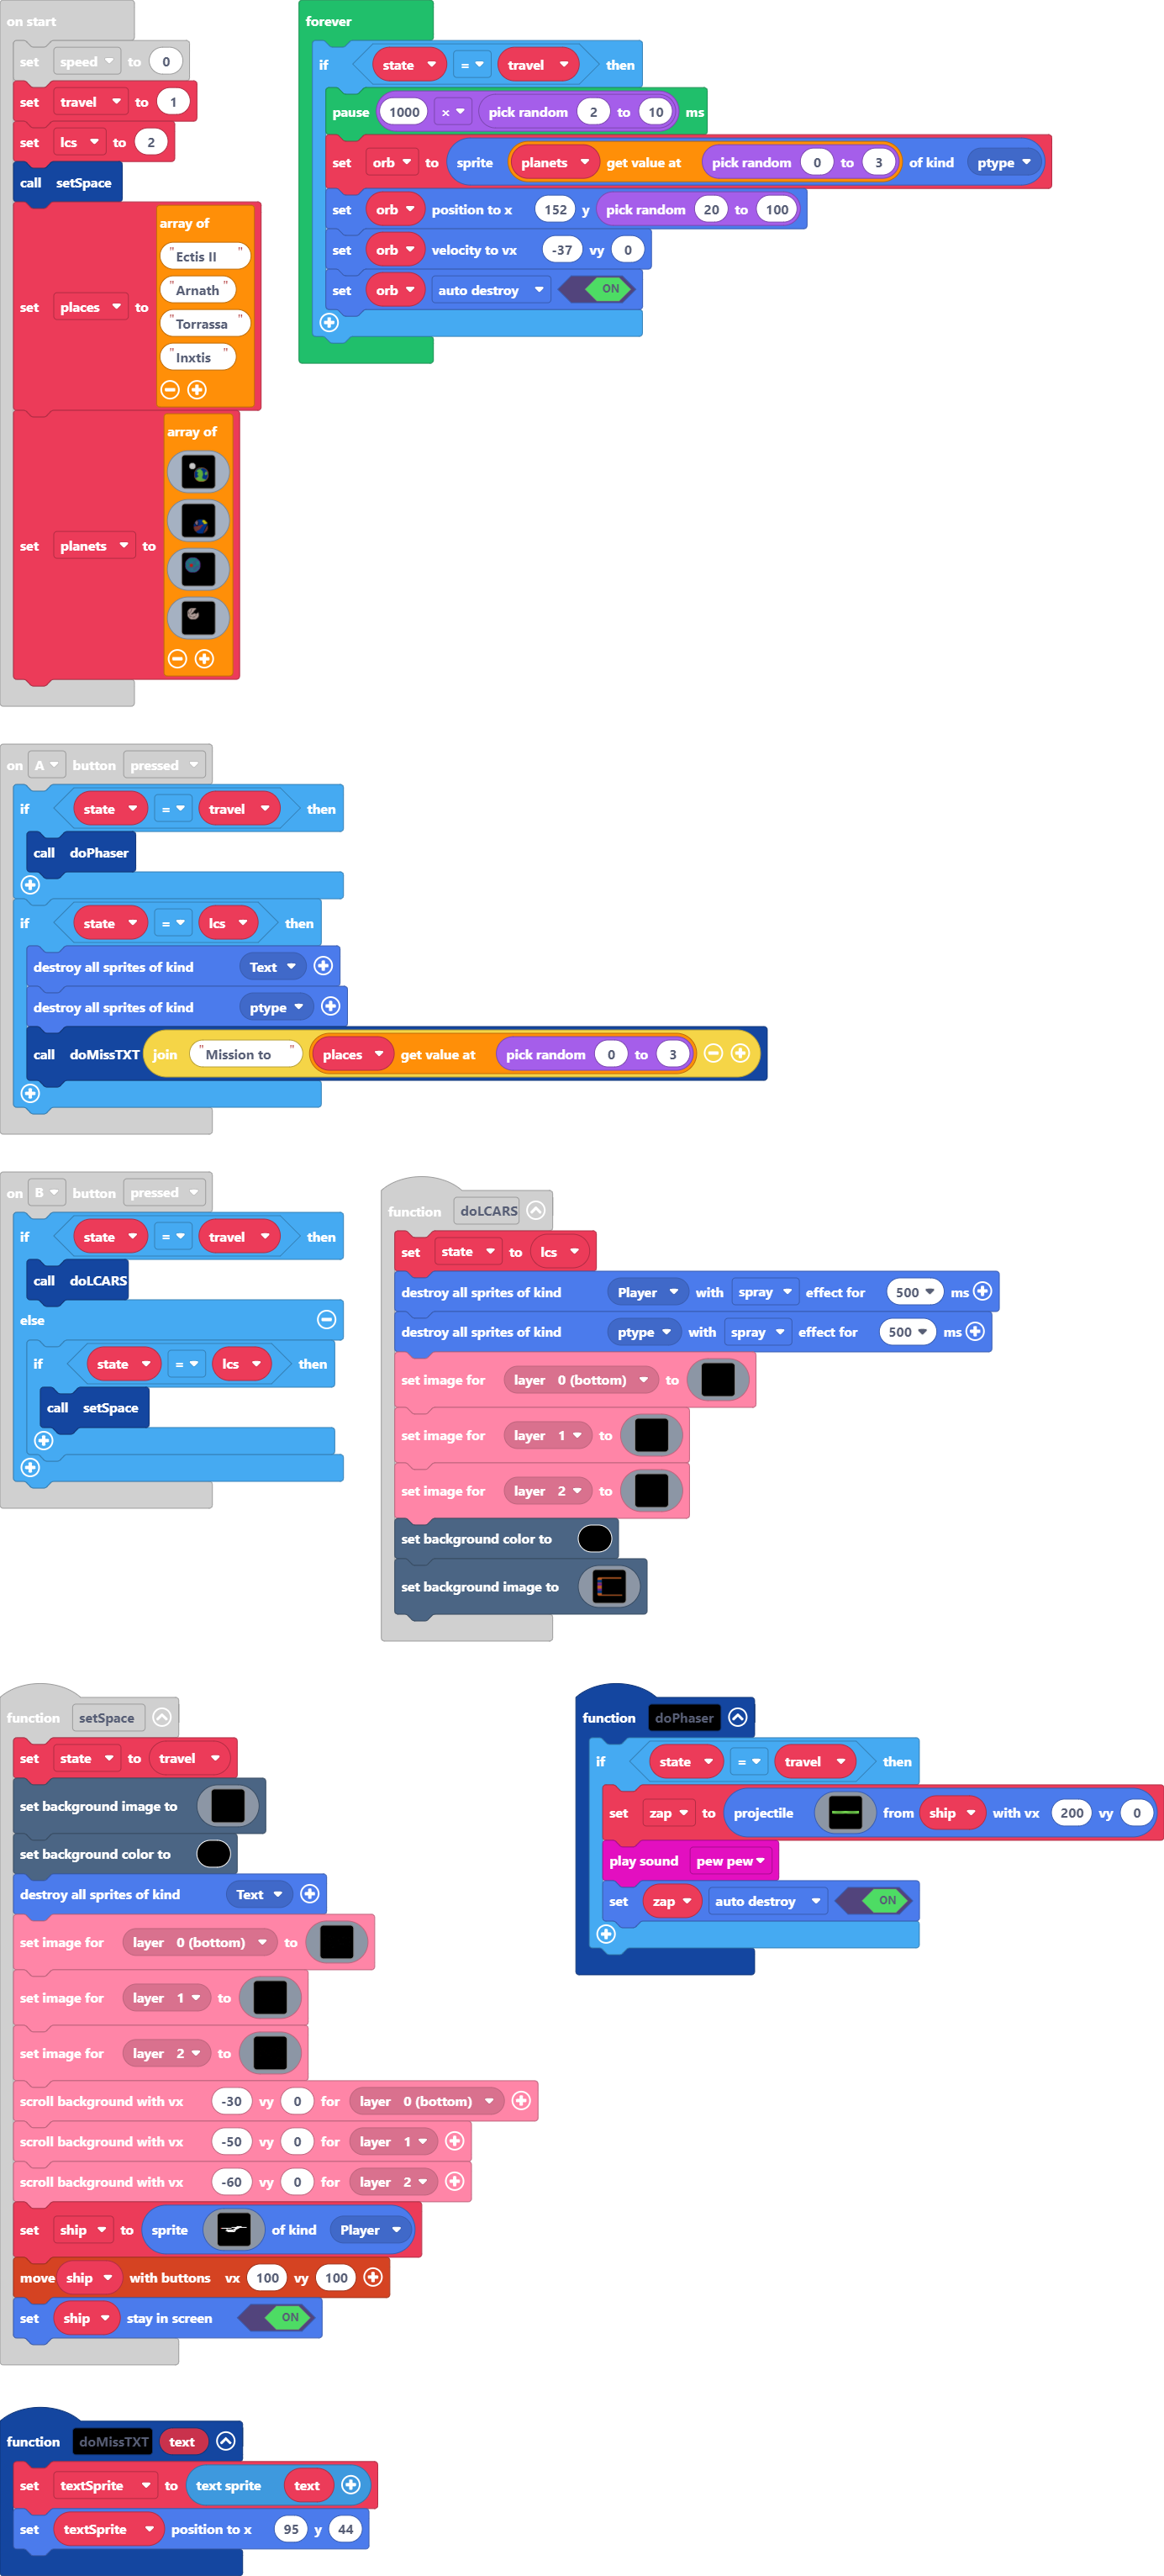 on start
set speed to 0
set travel to 1
set lcs to 2
call setSpace
set places to array of
"Ectis II "
"Arnath "
"Torrassa "
"Inxtis "
set planets to array of
forever
if state = travel then
pause 1000 × pick random 2 to 10 ms
set orb to sprite planets get value at pick random 0 to 3 of kind ptype
set orb position to x 152 y pick random 20 to 100
set orb velocity to vx -37 vy 0
set orb auto destroy ON
on A button pressed
if state = travel then
call doPhaser
if state = lcs then
destroy all sprites of kind Text
destroy all sprites of kind ptype
call doMissTXT join "Mission to " places get value at pick random 0 to 3
on B button pressed
if state = travel then
call doLCARS
else
if state = lcs then
call setSpace
function doLCARS
set state to lcs
destroy all sprites of kind Player with spray effect for 500 ms
destroy all sprites of kind ptype with spray effect for 500 ms
set image for layer 0 (bottom) to
set image for layer 1 to
set image for layer 2 to
set background color to
set background image to
function setSpace
set state to travel
set background image to
set background color to
destroy all sprites of kind Text
set image for layer 0 (bottom) to
set image for layer 1 to
set image for layer 2 to
scroll background with vx -30 vy 0 for layer 0 (bottom)
scroll background with vx -50 vy 0 for layer 1
scroll background with vx -60 vy 0 for layer 2
set ship to sprite of kind Player
move ship with buttons vx 100 vy 100
set ship stay in screen ON
function doPhaser
if state = travel then
set zap to projectile from ship with vx 200 vy 0
play sound pew pew
set zap auto destroy ON
function doMissTXT text
set textSprite to text sprite text
set textSprite position to x 95 y 44